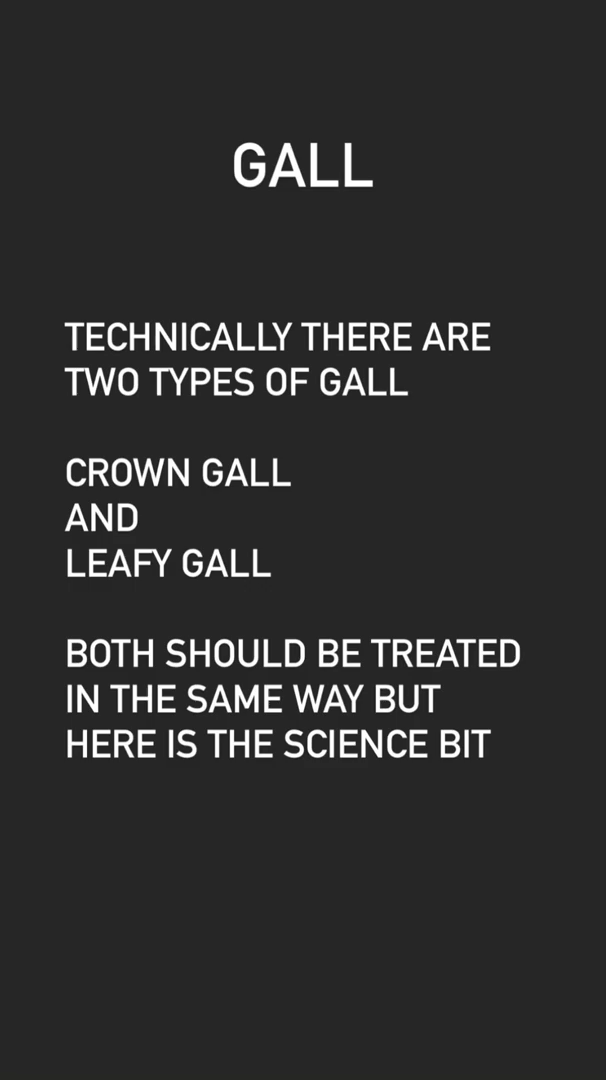 GALL
TECHNICALLY THERE ARE
TWO TYPES OF GALL
CROWN GALL
AND
LEAFY GALL
BOTH SHOULD BE TREATED
IN THE SAME WAY BUT
HERE IS THE SCIENCE BIT